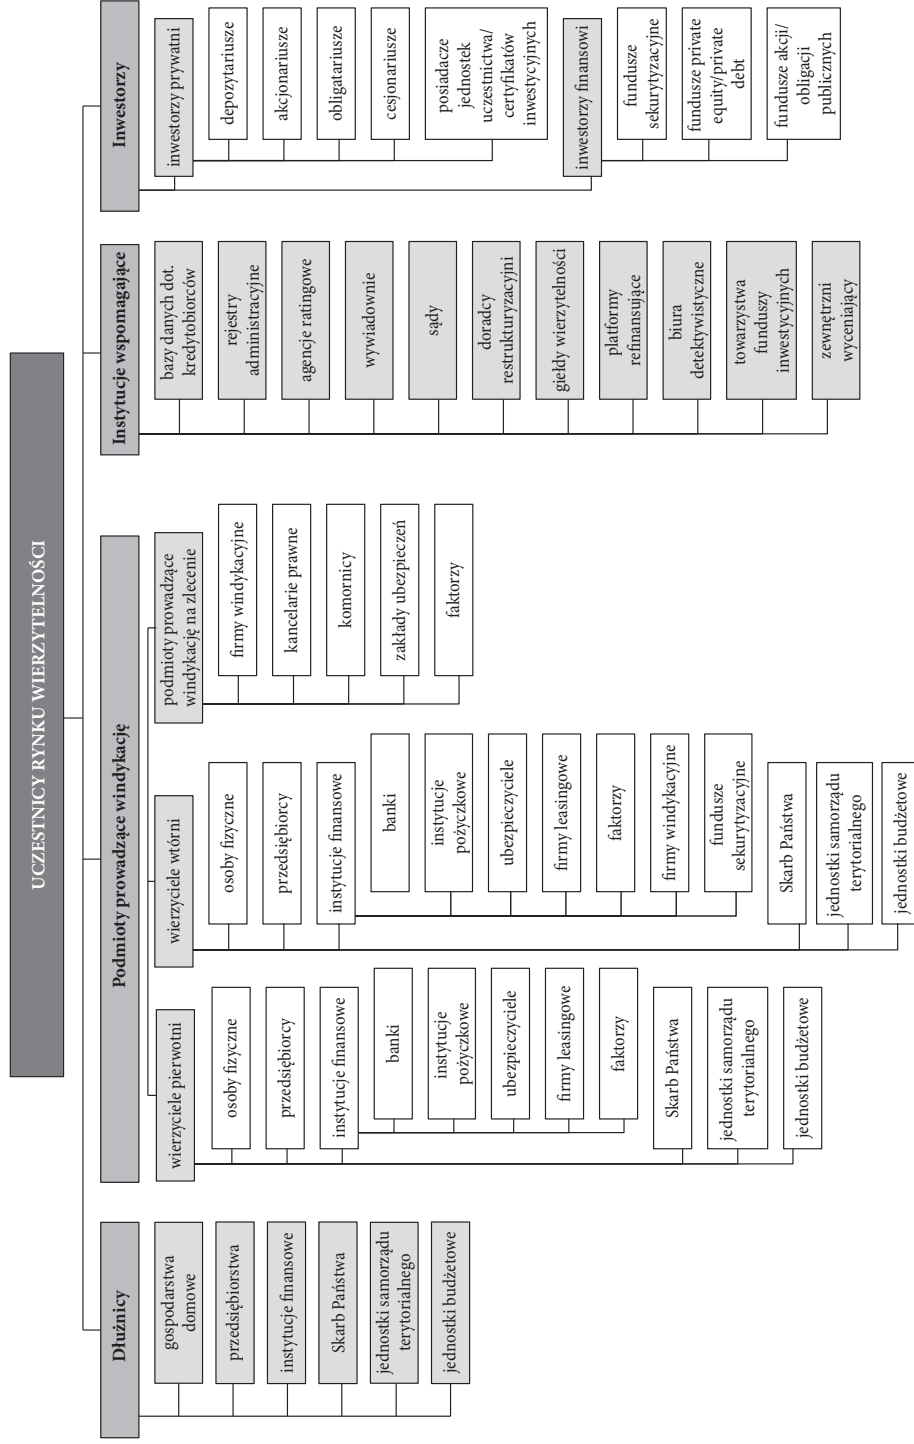 UCZESTNICY RYNKU WIERZYTELNOŚCI
Dłużnicy
gospodarstwa
domowe
przedsiębiorstwa
instytucje finansowe
Skarb Państwa
jednostki samorządu
terytorialnego
jednostki budżetowe
Podmioty prowadzące windykację
wierzyciele pierwotni
osoby fizyczne
przedsiębiorcy
instytucje finansowe
banki
instytucje
pożyczkowe
ubezpieczyciele
firmy leasingowe
faktorzy
Skarb Państwa
jednostki samorządu
terytorialnego
jednostki budżetowe
wierzyciele wtórni
osoby fizyczne
przedsiębiorcy
instytucje finansowe
banki
instytucje
pożyczkowe
ubezpieczyciele
firmy leasingowe
faktorzy
firmy windykacyjne
fundusze
sekurytyzacyjne
Skarb Państwa
jednostki samorządu
terytorialnego
jednostki budżetowe
podmioty prowadzące
windykację na zlecenie
firmy windykacyjne
kancelarie prawne
komornicy
zakłady ubezpieczeń
faktorzy
Instytucje wspomagające
bazy danych dot.
kredytobiorców
rejestry
administracyjne
agencje ratingowe
wywiadownie
sądy
doradcy
restrukturyzacyjni
giełdy wierzytelności
platformy
refinansujące
biura
detektywistyczne
towarzystwa
funduszy
inwestycyjnych
zewnętrzni
wyceniający
Inwestorzy
inwestorzy prywatni
depozytariusze
akcjonariusze
obligatariusze
cesjonariusze
posiadacze
jednostek
uczestnictwa/
certyfikatów
inwestycyjnych
inwestorzy finansowi
fundusze
sekurytyzacyjne
fundusze private
equity/private
debt
fundusze akcji/
obligacji
publicznych